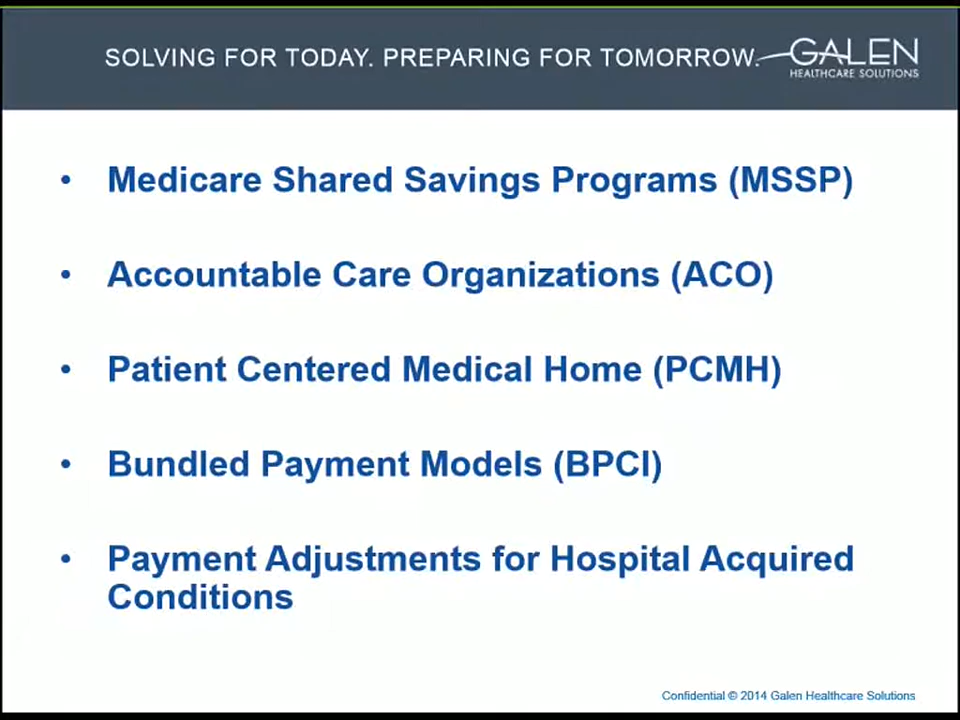 SOLVING FOR TODAY. PREPARING FOR TOMORROW.
GALEN
HEALTHCARE SOLUTIONS
• Medicare Shared Savings Programs (MSSP)
• Accountable Care Organizations (ACO)
• Patient Centered Medical Home (PCMH)
• Bundled Payment Models (BPCI)
• Payment Adjustments for Hospital Acquired
Conditions
Confidential © 2014 Galen Healthcare Solutions